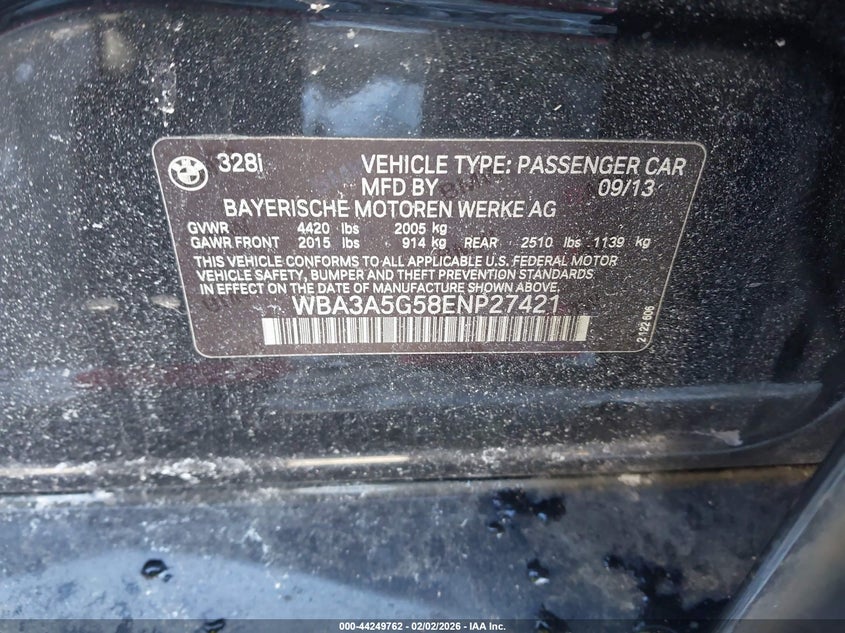 328i VEHICLE TYPE: PASSENGER CAR
MFD BY 09/13
BAYERISCHE MOTOREN WERKE AG
GVWR 4420 lbs 2005 kg
GAWR FRONT 2015 lbs 914 kg REAR 2510 lbs 1139 kg
THIS VEHICLE CONFORMS TO ALL APPLICABLE U.S. FEDERAL MOTOR
VEHICLE SAFETY, BUMPER AND THEFT PREVENTION STANDARDS
IN EFFECT ON THE DATE OF MANUFACTURE SHOWN ABOVE.
WBA3A5G58ENP27421
2 122 606
000-44249762 - 02/02/2026 - IAA Inc.